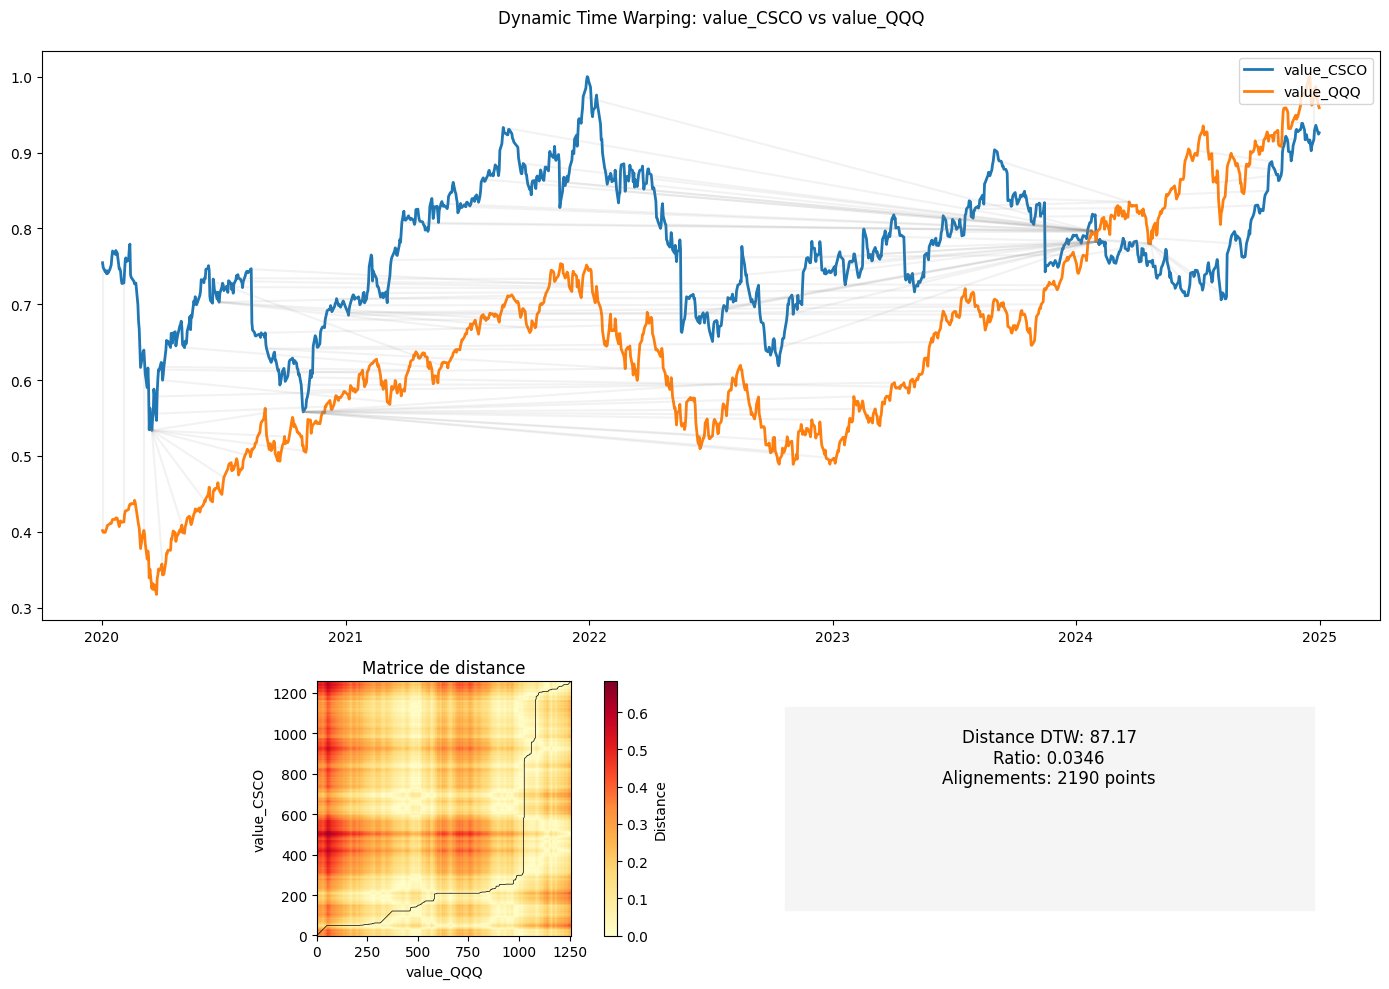 Dynamic Time Warping: value_CSCO vs value_QQQ
value_CSCO
value_QQQ
1.0
0.9
0.8
0.7
0.6
0.5
0.4
0.3
2020 2021 2022 2023 2024 2025
Matrice de distance
value_CSCO
1200
1000
800
600
400
200
0
0 250 500 750 1000 1250
value_QQQ
0.6
0.5
0.4
0.3
0.2
0.1
0.0
Distance
Distance DTW: 87.17
Ratio: 0.0346
Alignements: 2190 points